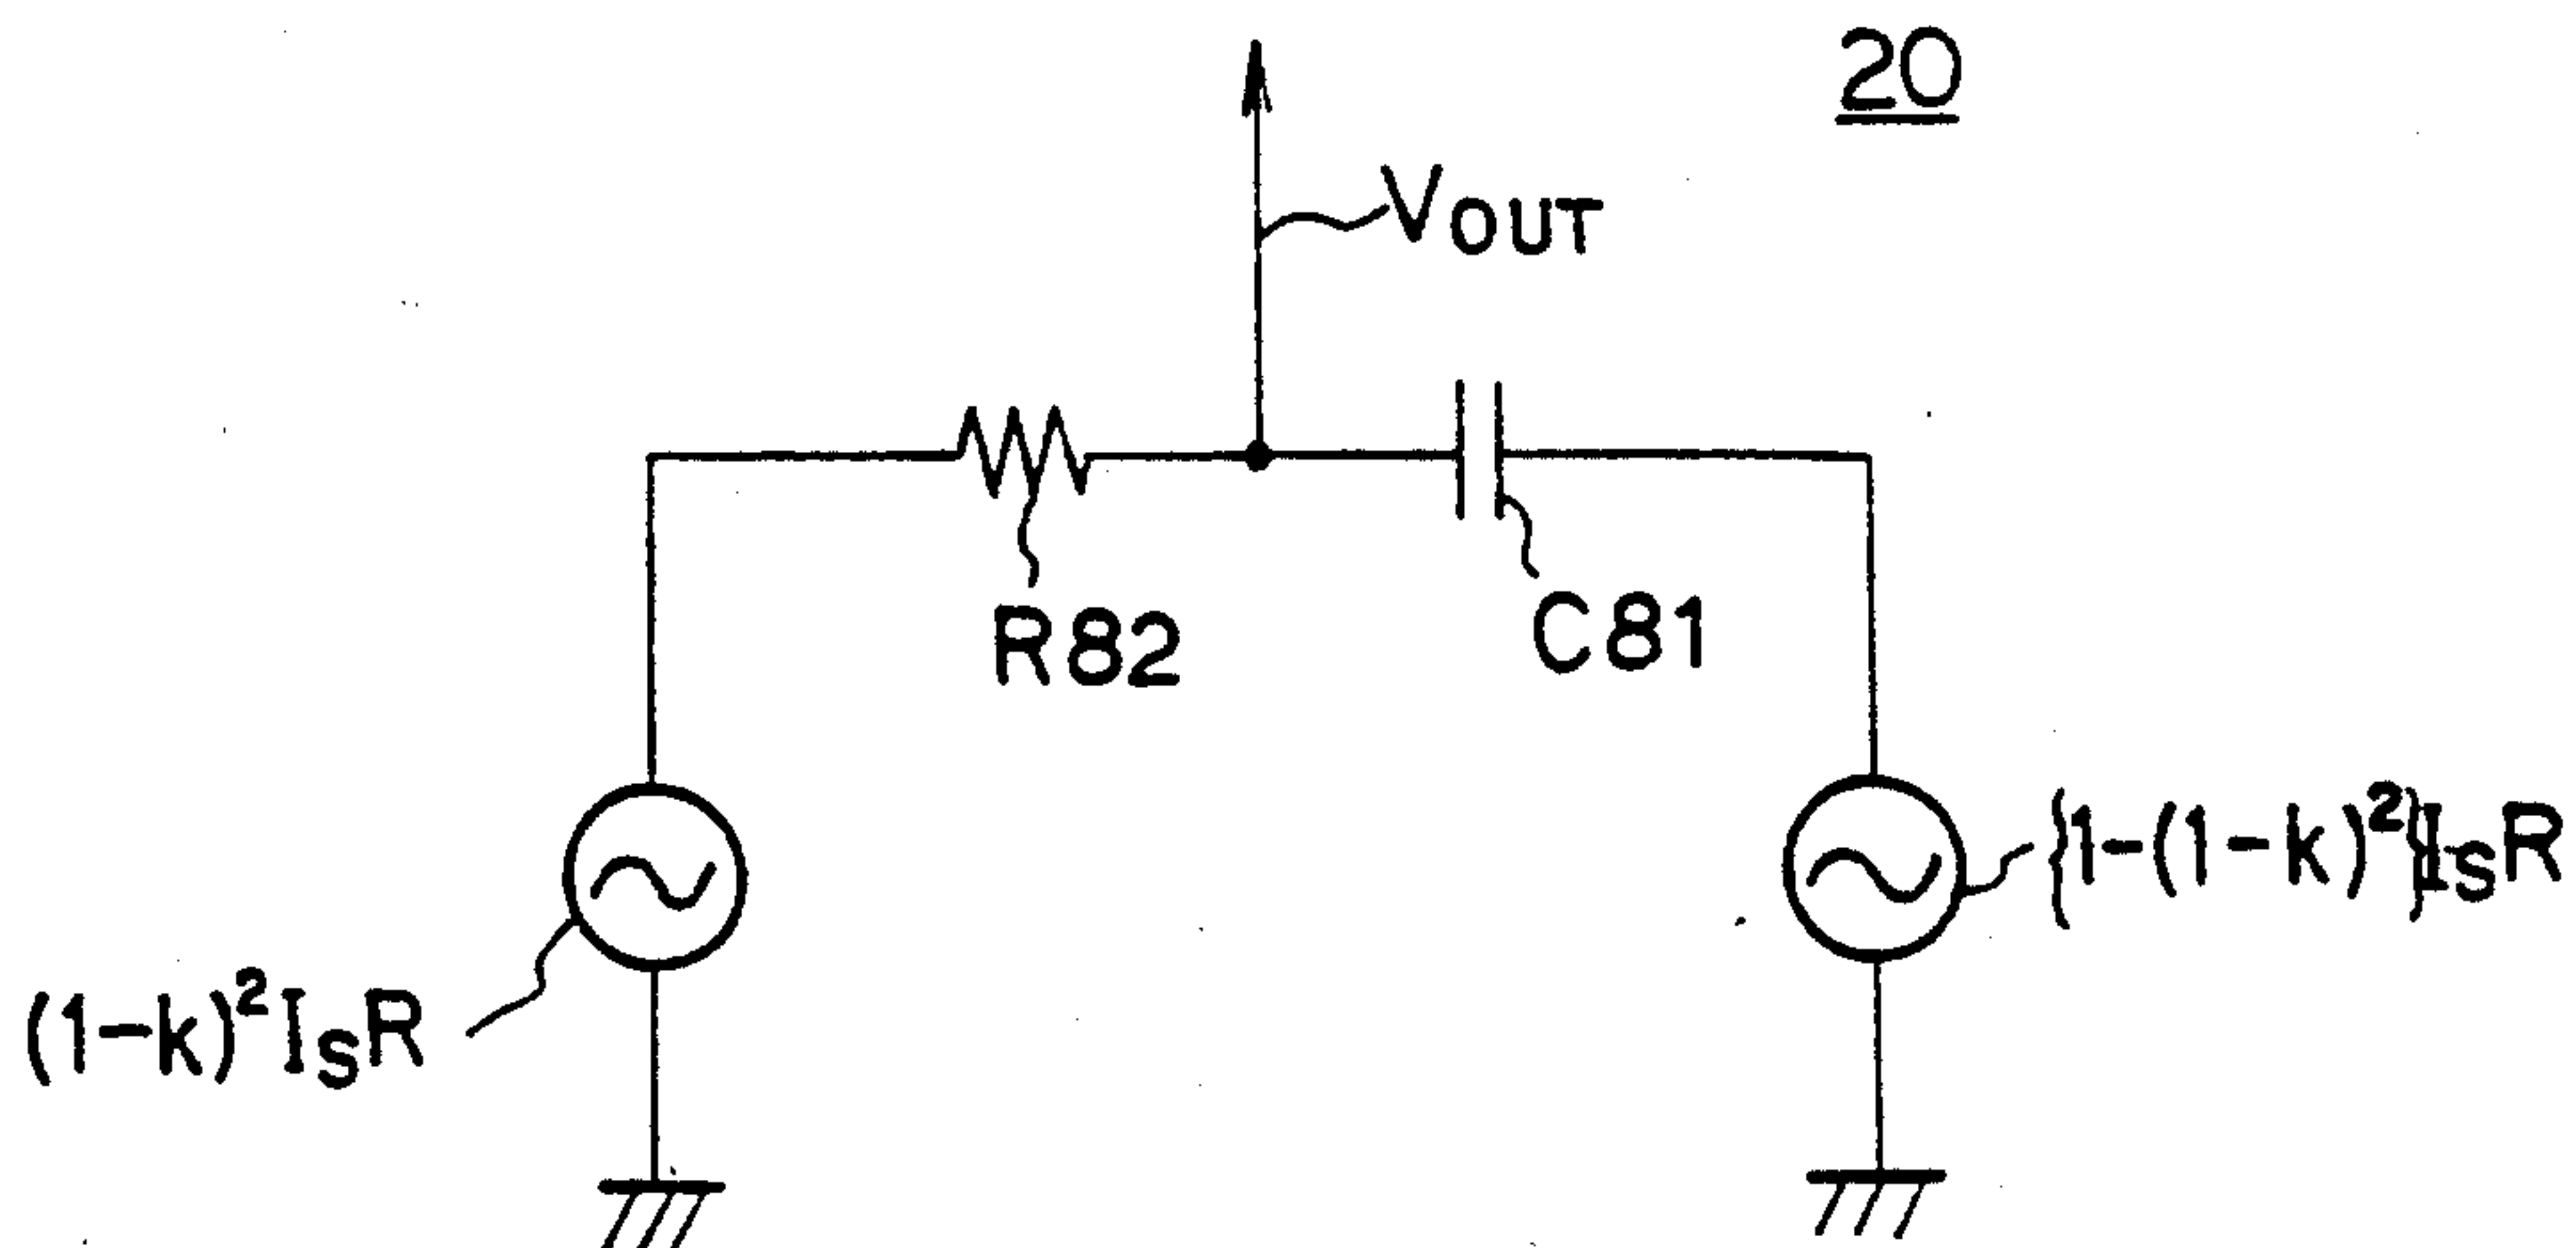 20
VOUT
R82
C81
{1-(1-k)²}ISR
(1-k)²ISR